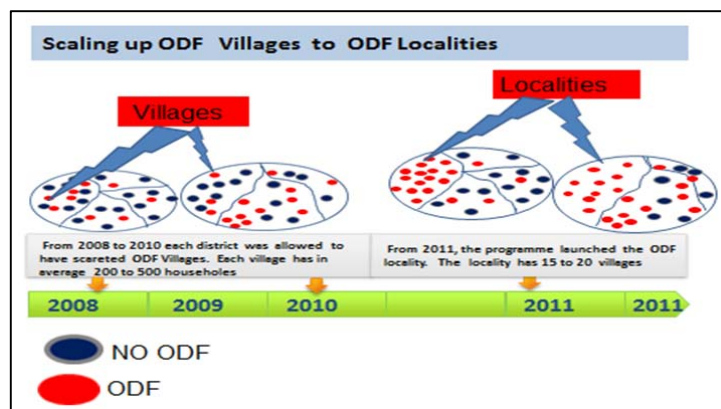 Scaling up ODF Villages to ODF Localities
Villages
Localities
From 2008 to 2010 each district was allowed to
have scareted ODF Villages. Each village has in
average 200 to 500 households
From 2011, the programme launched the ODF
locality. The locality has 15 to 20 villages
2008 2009 2010 2011 2011
NO ODF
ODF